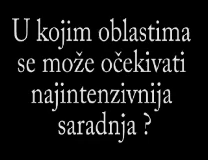 U kojim oblastima
se može očekivati
najintenzivnija
saradnja ?